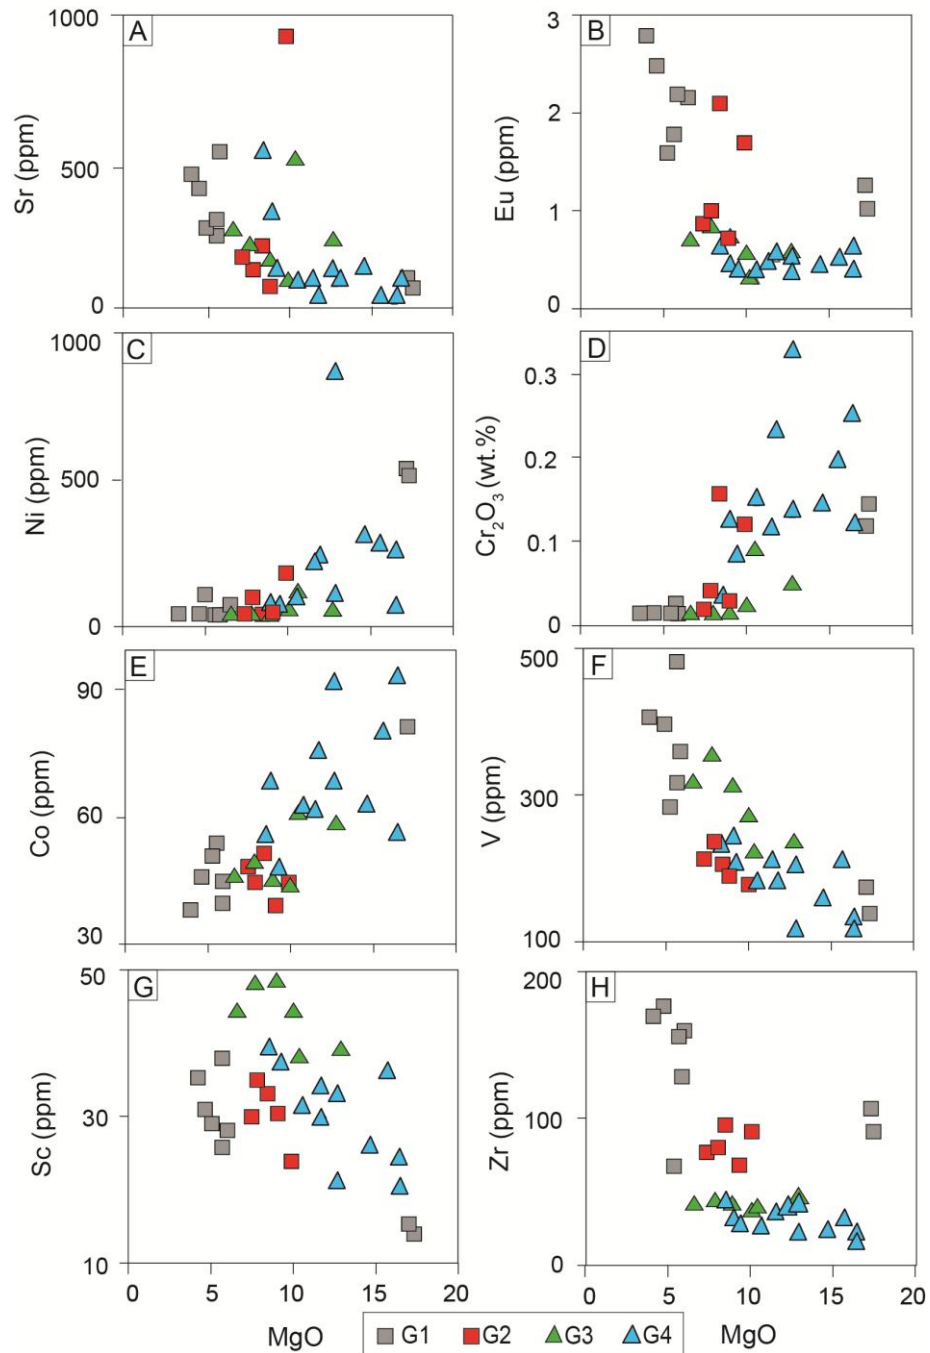 1000
A
Sr (ppm)
500
0
3
B
Eu (ppm)
2
1
0
1000
C
Ni (ppm)
500
0
D
0.3
Cr₂O₃ (wt.%)
0.2
0.1
0
E
90
Co (ppm)
60
30
500
F
V (ppm)
300
100
50
G
Sc (ppm)
30
10
0 5 10 15 20
MgO
200
H
Zr (ppm)
100
0
0 5 10 15 20
MgO
G1 G2 G3 G4